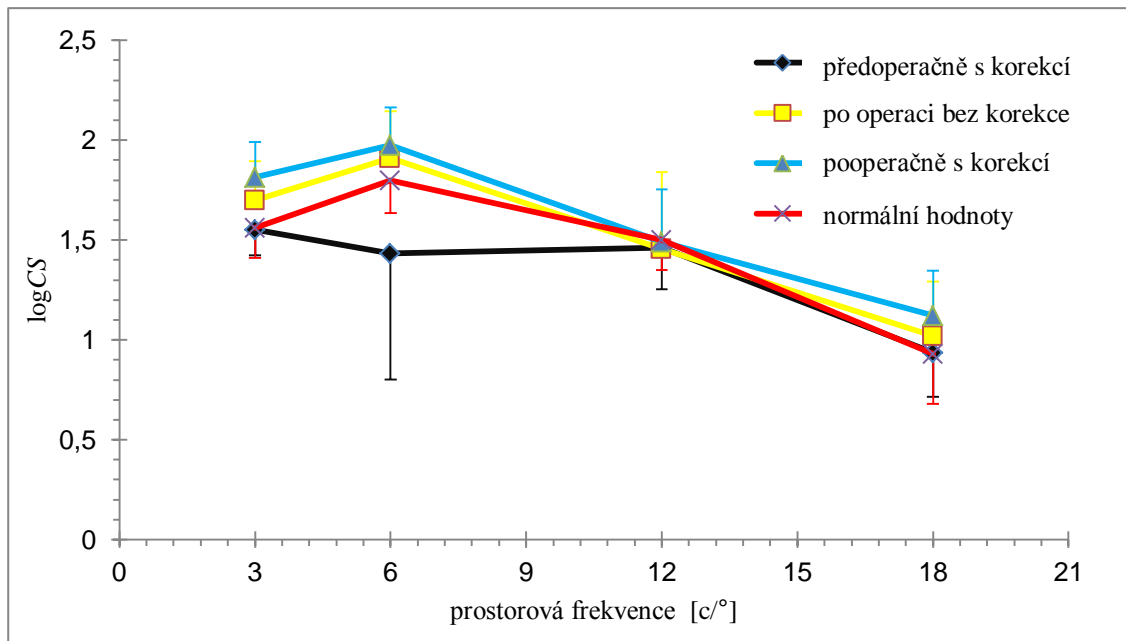 2,5
2
1,5
1
0,5
0
logCS
0 3 6 9 12 15 18 21
prostorová frekvence [c/°]
předoperačně s korekcí
po operaci bez korekce
pooperačně s korekcí
normální hodnoty